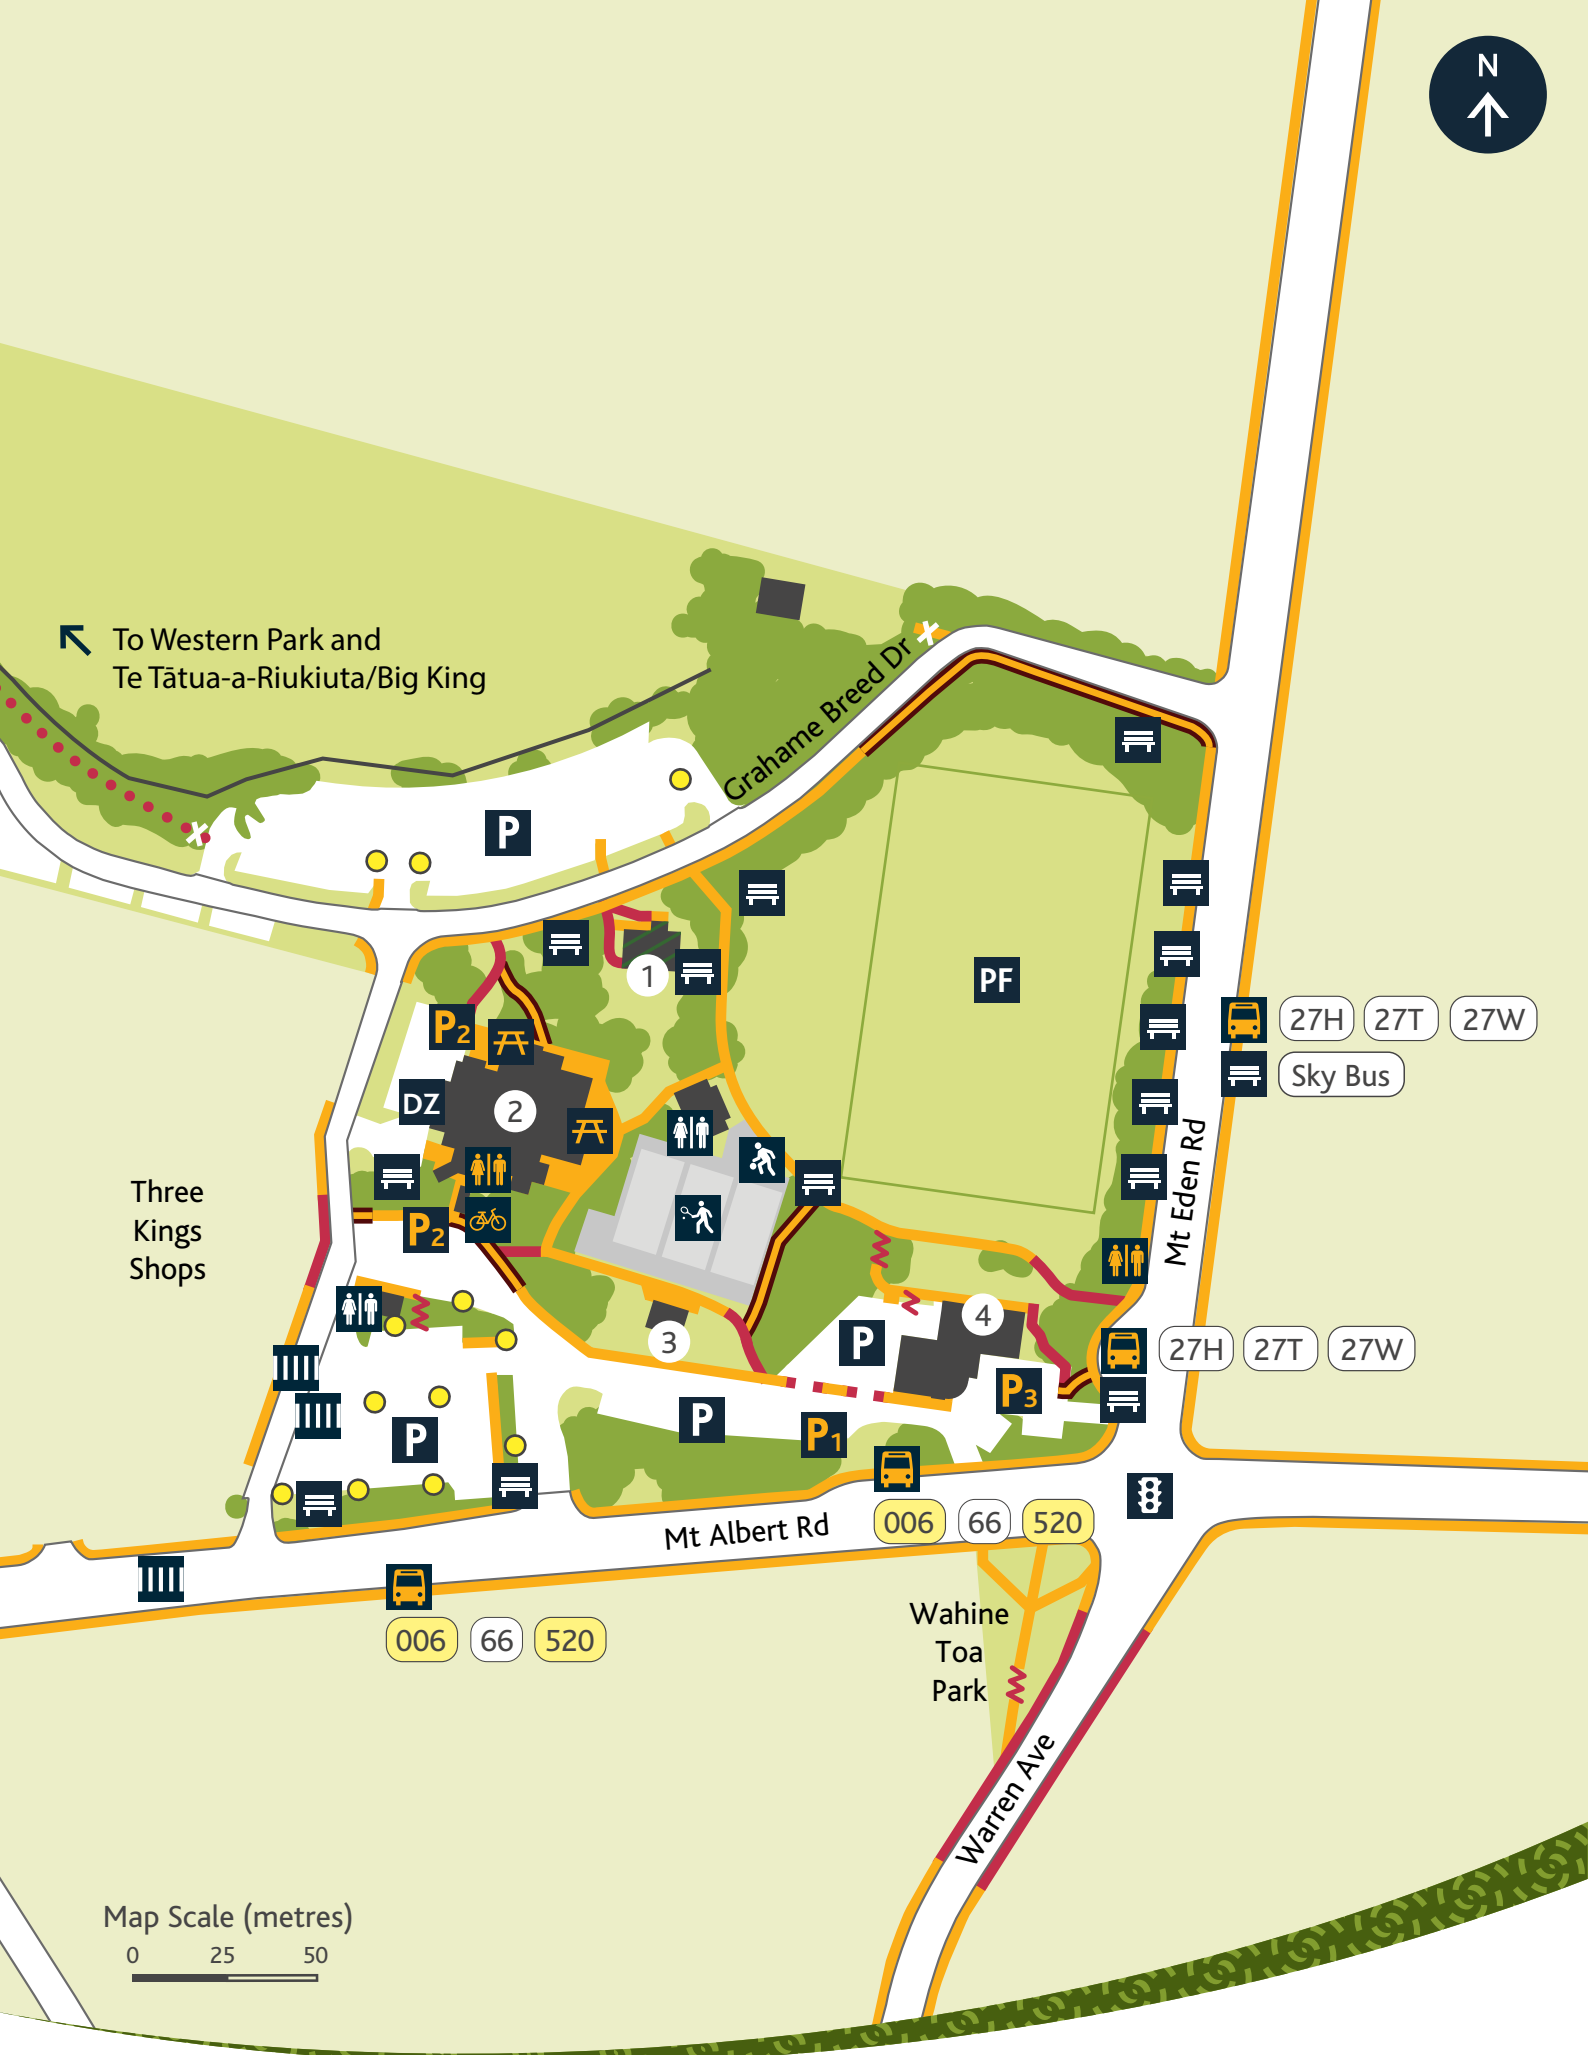 N
To Western Park and
Te Tātua-a-Riukiuta/Big King
Grahame Breed Dr
P
1
PF
P2
27H 27T 27W
Sky Bus
DZ
2
Mt Eden Rd
Three
Kings
Shops
P2
4
P
3
27H 27T 27W
P3
P
P1
P
Mt Albert Rd
006 66 520
006 66 520
Wahine
Toa
Park
Warren Ave
Map Scale (metres)
0 25 50